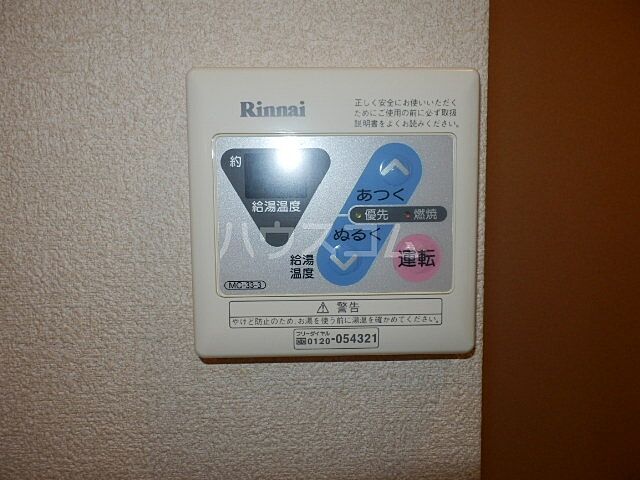 Rinnai
正しく安全にお使いいただく
ためにご使用の前に必ず取扱
説明書をよくお読みください。
約
給湯温度
あつく
優先 燃焼
ぬるく
給湯
温度
運転
MC-33-3
ハウスコム
警告
やけど防止のため、お湯を使う前に湯温を確かめてください。
フリーダイヤル
0120-054321